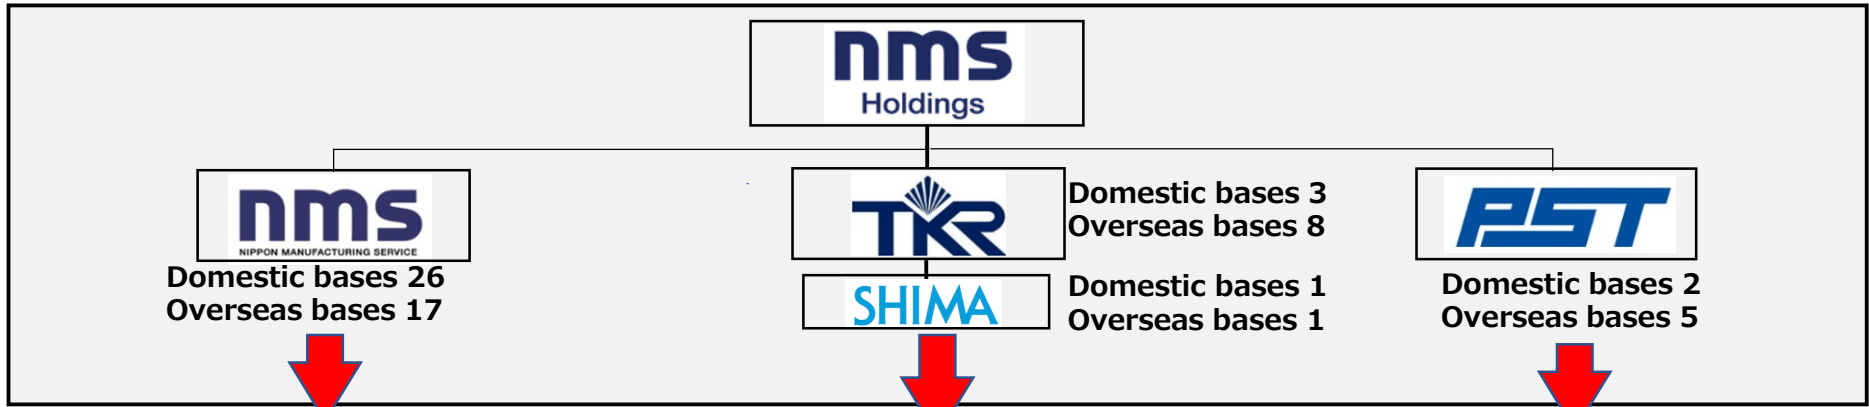 nms
Holdings
nms
NIPPON MANUFACTURING SERVICE
Domestic bases 26
Overseas bases 17
TKR
Domestic bases 3
Overseas bases 8
SHIMA
Domestic bases 1
Overseas bases 1
PST
Domestic bases 2
Overseas bases 5